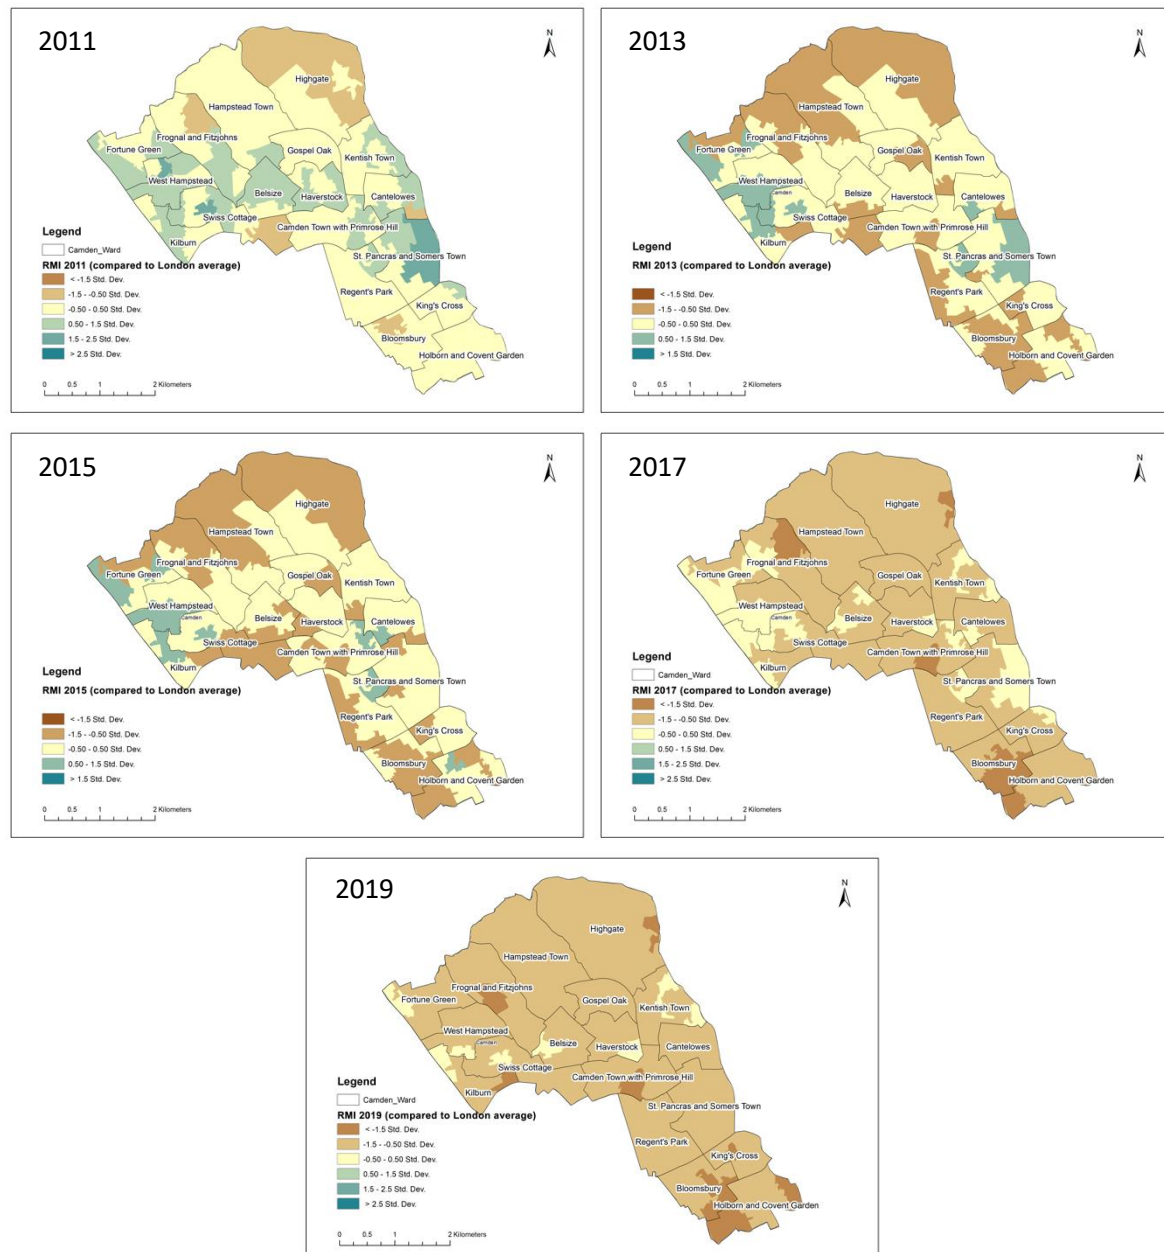 2011
N
Highgate
Hampstead Town
Frognal and Fitzjohns
Fortune Green
Gospel Oak
Kentish Town
West Hampstead
Belsize
Haverstock
Cantelowes
Swiss Cottage
Camden Town with Primrose Hill
Kilburn
St. Pancras and Somers Town
Regent's Park
King's Cross
Bloomsbury
Holborn and Covent Garden
Legend
Camden_Ward
RMI 2011 (compared to London average)
< -1.5 Std. Dev.
-1.5 - -0.50 Std. Dev.
-0.50 - 0.50 Std. Dev.
0.50 - 1.5 Std. Dev.
1.5 - 2.5 Std. Dev.
> 2.5 Std. Dev.
0 0.5 1 2 Kilometers
2013
N
Highgate
Hampstead Town
Frognal and Fitzjohns
Fortune Green
Gospel Oak
Kentish Town
West Hampstead
Camden
Belsize
Haverstock
Cantelowes
Swiss Cottage
Camden Town with Primrose Hill
Kilburn
St. Pancras and Somers Town
Regent's Park
King's Cross
Bloomsbury
Holborn and Covent Garden
Legend
RMI 2013 (compared to London average)
< -1.5 Std. Dev.
-1.5 - -0.50 Std. Dev.
-0.50 - 0.50 Std. Dev.
0.50 - 1.5 Std. Dev.
> 1.5 Std. Dev.
0 0.5 1 2 Kilometers
2015
N
Highgate
Hampstead Town
Frognal and Fitzjohns
Fortune Green
Gospel Oak
Kentish Town
West Hampstead
Camden
Belsize
Haverstock
Cantelowes
Swiss Cottage
Camden Town with Primrose Hill
Kilburn
St. Pancras and Somers Town
Regent's Park
King's Cross
Bloomsbury
Holborn and Covent Garden
Legend
RMI 2015 (compared to London average)
< -1.5 Std. Dev.
-1.5 - -0.50 Std. Dev.
-0.50 - 0.50 Std. Dev.
0.50 - 1.5 Std. Dev.
> 1.5 Std. Dev.
0 0.5 1 2 Kilometers
2017
N
Highgate
Hampstead Town
Frognal and Fitzjohns
Fortune Green
Gospel Oak
Kentish Town
West Hampstead
Camden
Belsize
Haverstock
Cantelowes
Swiss Cottage
Camden Town with Primrose Hill
Kilburn
St. Pancras and Somers Town
Regent's Park
King's Cross
Bloomsbury
Holborn and Covent Garden
Legend
Camden_Ward
RMI 2017 (compared to London average)
< -1.5 Std. Dev.
-1.5 - -0.50 Std. Dev.
-0.50 - 0.50 Std. Dev.
0.50 - 1.5 Std. Dev.
1.5 - 2.5 Std. Dev.
> 2.5 Std. Dev.
0 0.5 1 2 Kilometers
2019
N
Highgate
Hampstead Town
Frognal and Fitzjohns
Fortune Green
Gospel Oak
Kentish Town
West Hampstead
Camden
Belsize
Haverstock
Cantelowes
Swiss Cottage
Camden Town with Primrose Hill
Kilburn
St. Pancras and Somers Town
Regent's Park
King's Cross
Bloomsbury
Holborn and Covent Garden
Legend
Camden_Ward
RMI 2019 (compared to London average)
< -1.5 Std. Dev.
-1.5 - -0.50 Std. Dev.
-0.50 - 0.50 Std. Dev.
0.50 - 1.5 Std. Dev.
1.5 - 2.5 Std. Dev.
> 2.5 Std. Dev.
0 0.5 1 2 Kilometers